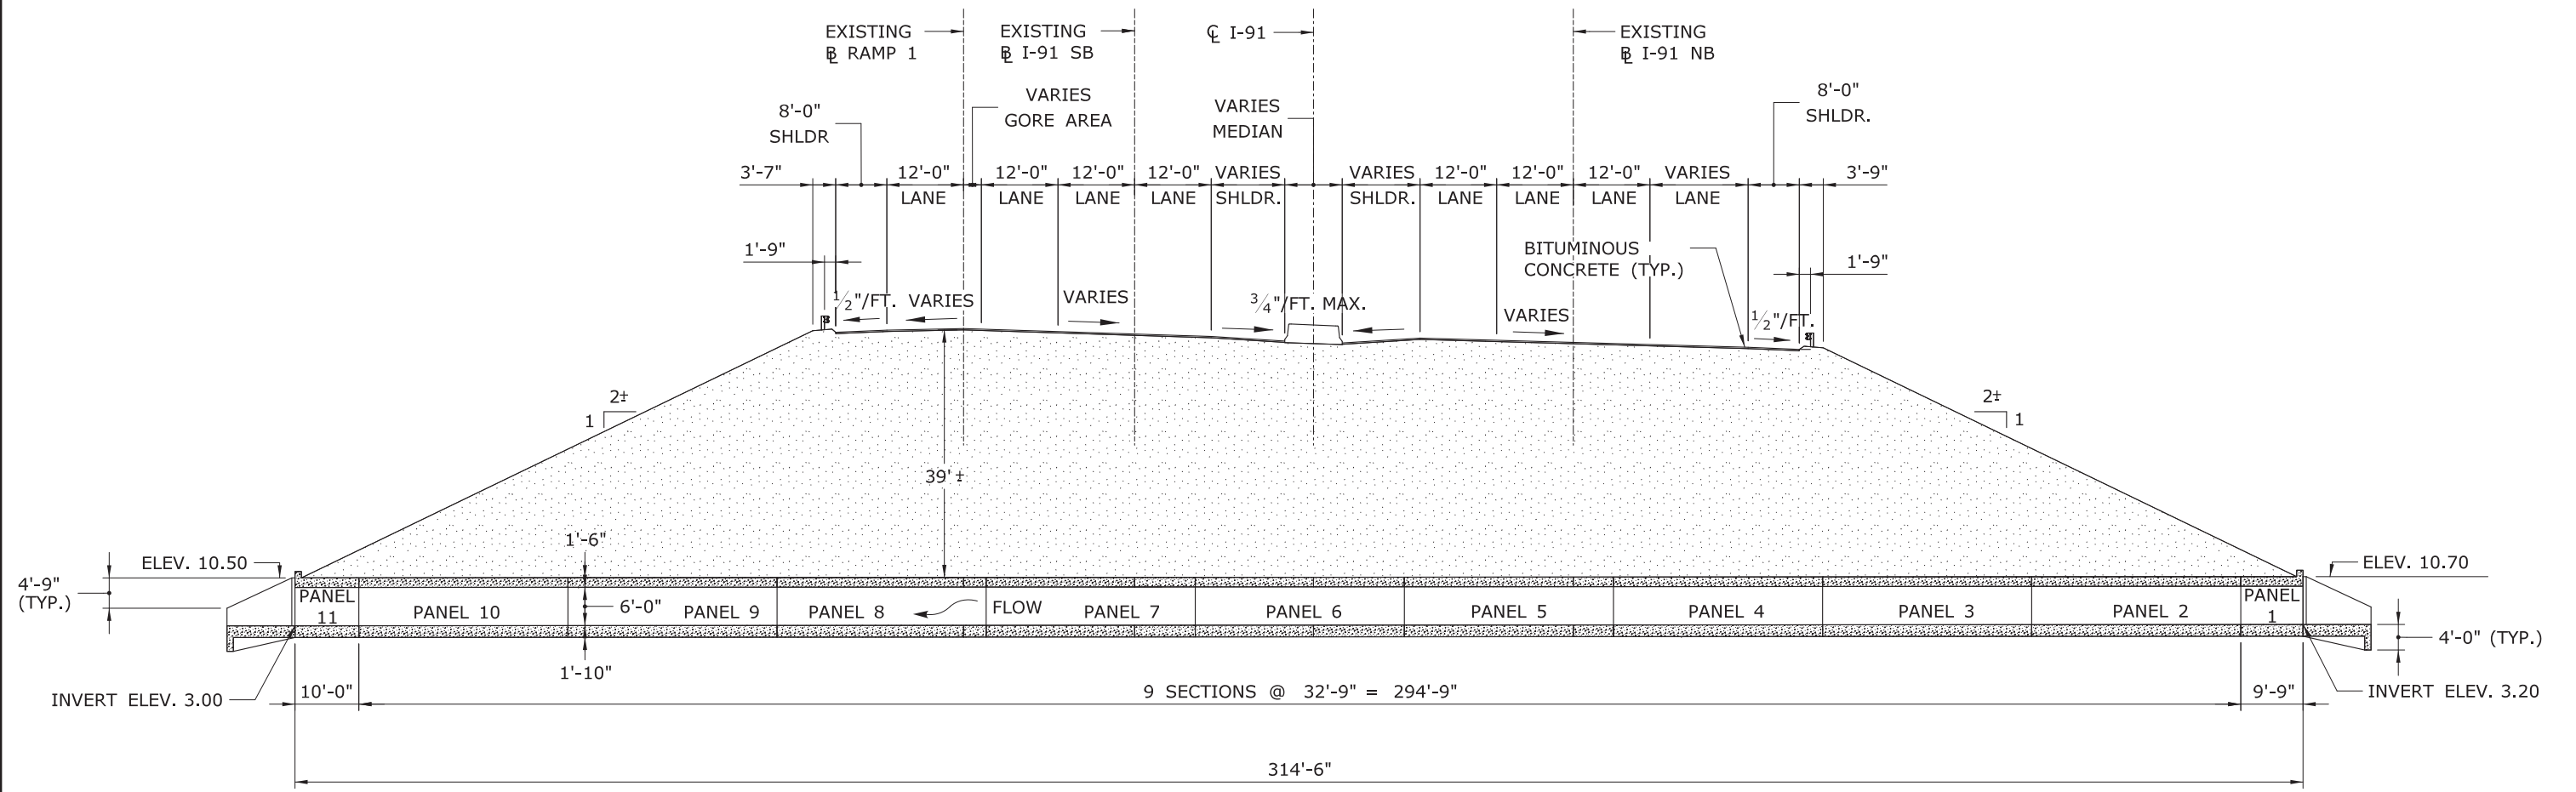 EXISTING
℄ I-91
EXISTING
EXISTING
BL RAMP 1
BL I-91 SB
BL I-91 NB
VARIES
GORE AREA
8'-0"
SHLDR
VARIES
MEDIAN
8'-0"
SHLDR.
3'-7"
12'-0"
12'-0"
12'-0"
12'-0"
VARIES
VARIES
12'-0"
12'-0"
12'-0"
VARIES
3'-9"
LANE
LANE
LANE
LANE
SHLDR.
SHLDR.
LANE
LANE
LANE
LANE
1'-9"
BITUMINOUS
CONCRETE (TYP.)
1'-9"
1/2"/FT.
VARIES
VARIES
3/4"/FT. MAX.
VARIES
1/2"/FT.
2±
1
2±
1
39'±
1'-6"
ELEV. 10.50
ELEV. 10.70
4'-9"
(TYP.)
PANEL
11
PANEL 10
6'-0"
PANEL 9
PANEL 8
FLOW
PANEL 7
PANEL 6
PANEL 5
PANEL 4
PANEL 3
PANEL 2
PANEL
1
4'-0" (TYP.)
1'-10"
INVERT ELEV. 3.00
10'-0"
9 SECTIONS @ 32'-9" = 294'-9"
9'-9"
INVERT ELEV. 3.20
314'-6"